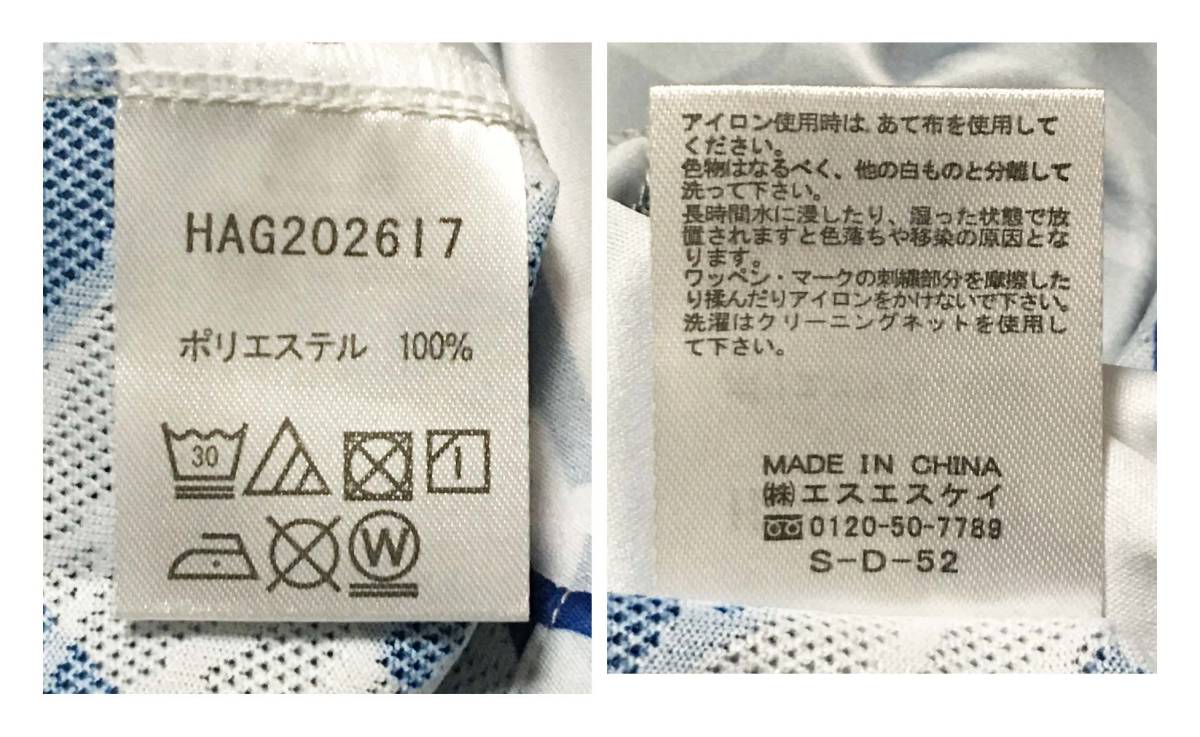 HAG202617
ポリエステル 100%
30
W
アイロン使用時は、あて布を使用して
ください。
色物はなるべく、他の白ものと分離して
洗って下さい。
長時間水に浸したり、湿った状態で放
置されますと色落ちや移染の原因とな
ります。
ワッペン・マークの刺繍部分を摩擦した
り揉んだりアイロンをかけないで下さい。
洗濯はクリーニングネットを使用し
て下さい。
MADE IN CHINA
㈱エスエスケイ
0120-50-7789
S-D-52